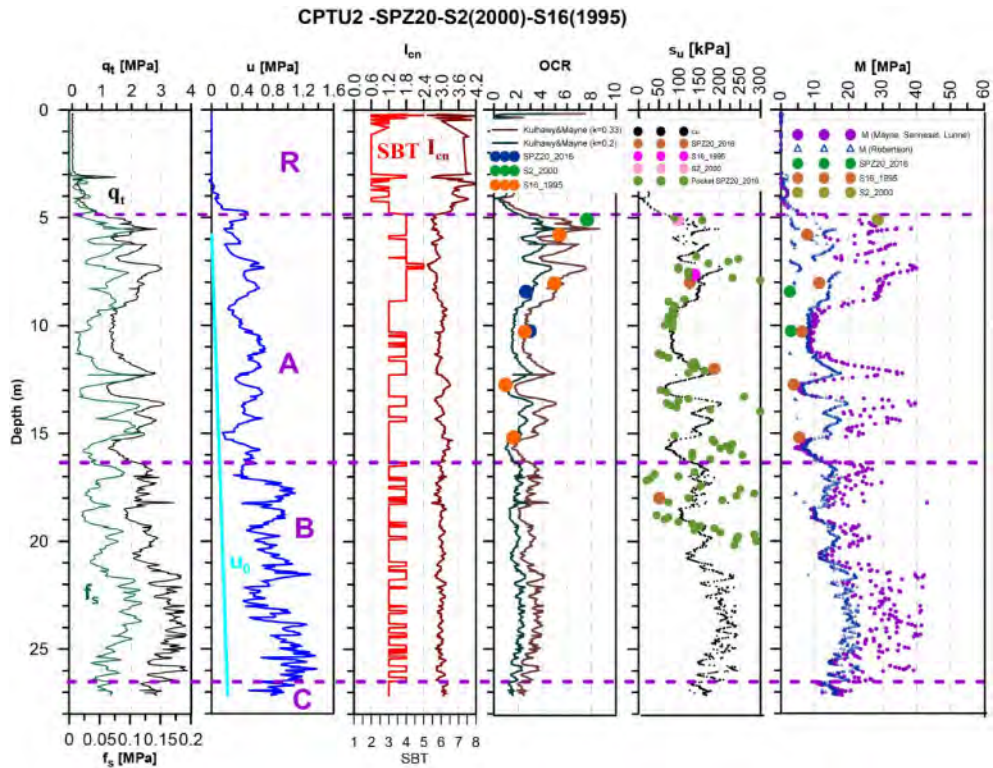 CPTU2 -SPZ20-S2(2000)-S16(1995)
qt [MPa]
0 1 2 3 4
u [MPa]
0 0.4 0.8 1.2 1.6
Icn
0.0 0.6 1.2 1.8 2.4 3.0 3.6 4.2
OCR
0 2 4 6 8 10
su [kPa]
0 50 100 150 200 250 300
M [MPa]
0 10 20 30 40 50 60
Depth (m)
0
5
10
15
20
25
qt
fs
R
A
B
C
u0
SBT
Icn
Kulhawy&Mayne (k=0.33)
Kulhawy&Mayne (k=0.2)
SPZ20_2016
S2_2000
S16_1995
SPZ20_2016
S16_1995
S2_2000
Pocket SPZ20_2016
M (Mayne, Senneset, Lunne)
M (Robertson)
SPZ20_2016
S16_1995
S2_2000
0 0.05 0.1 0.15 0.2
fs [MPa]
1 2 3 4 5 6 7 8
SBT